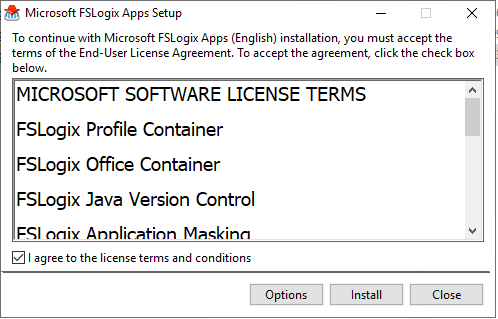 Microsoft FSLogix Apps Setup
To continue with Microsoft FSLogix Apps (English) installation, you must accept the
terms of the End-User License Agreement. To accept the agreement, click the check box
below.
MICROSOFT SOFTWARE LICENSE TERMS
FSLogix Profile Container
FSLogix Office Container
FSLogix Java Version Control
FSLogix Application Masking
I agree to the license terms and conditions
Options
Install
Close